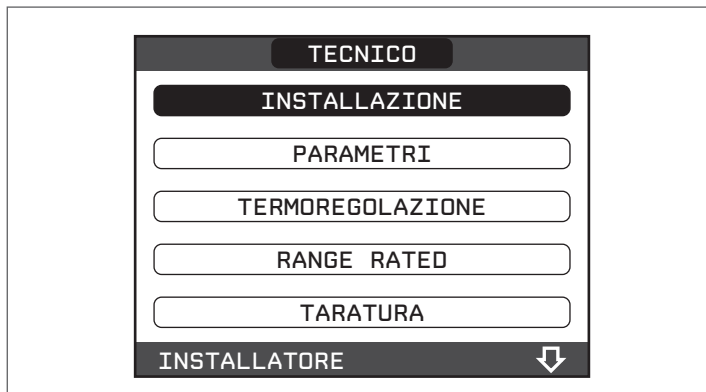 TECNICO
INSTALLAZIONE
PARAMETRI
TERMOREGOLAZIONE
RANGE RATED
TARATURA
INSTALLATORE